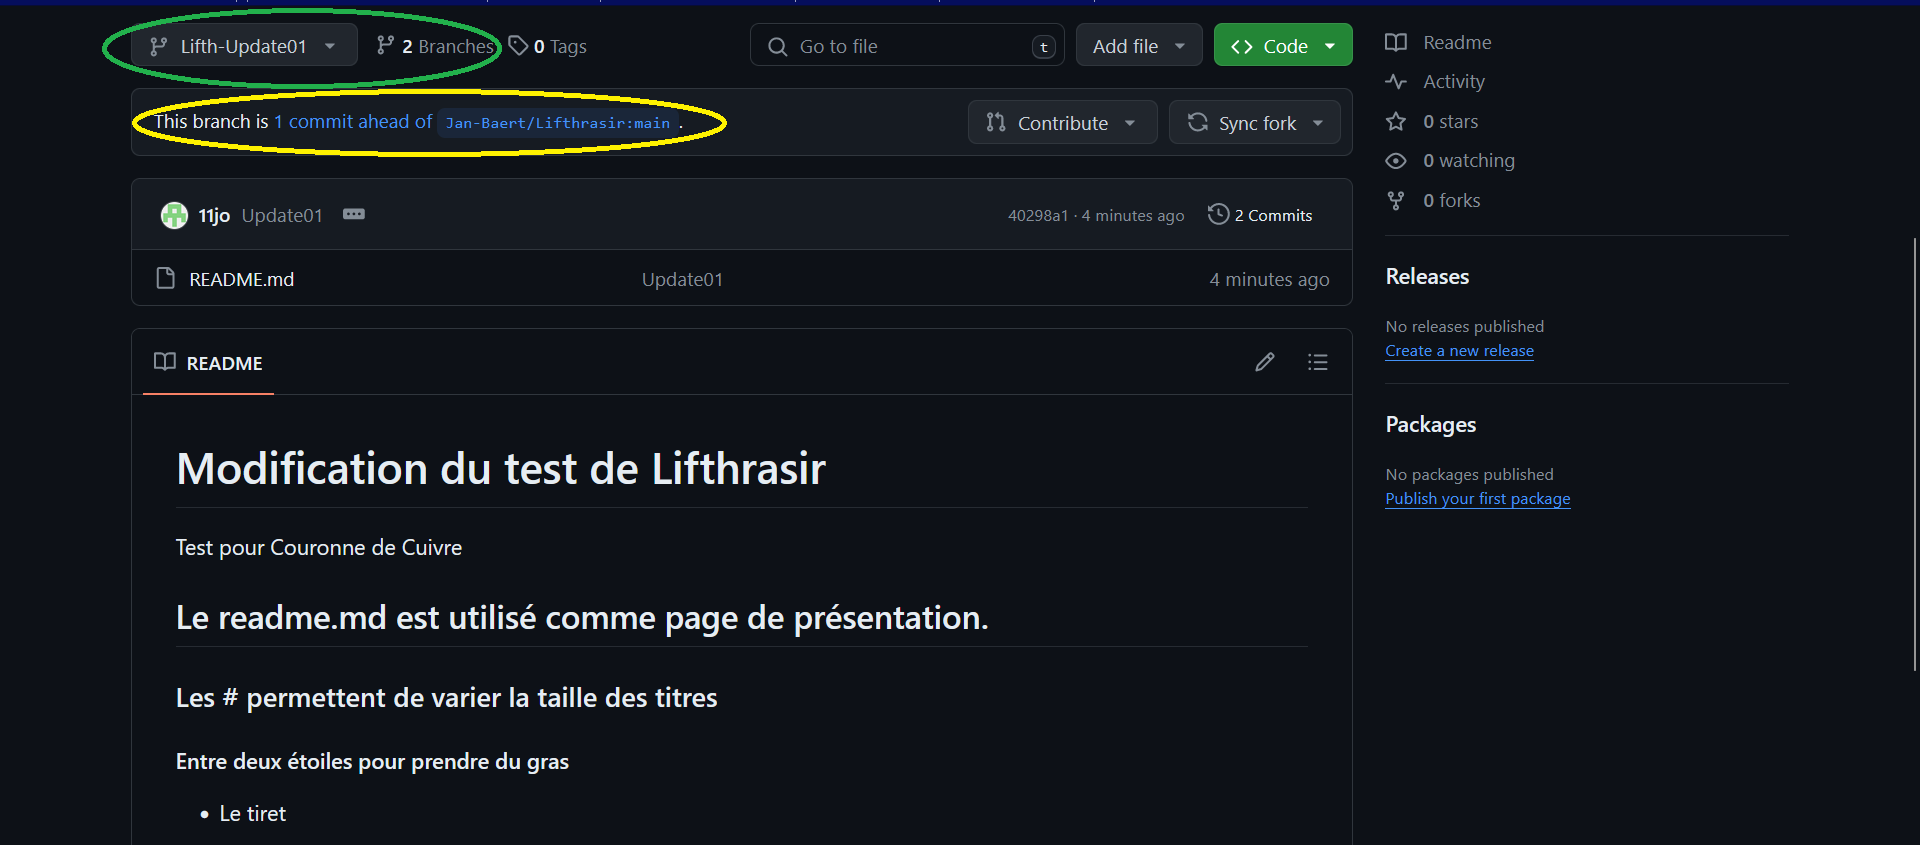 Lifth-Update01 2 Branches 0 Tags Go to file t Add file <> Code
This branch is 1 commit ahead of Jan-Baert/Lifthrasir:main . Contribute Sync fork
11jo Update01 40298a1 · 4 minutes ago 2 Commits
README.md Update01 4 minutes ago
README
Modification du test de Lifthrasir
Test pour Couronne de Cuivre
Le readme.md est utilisé comme page de présentation.
Les # permettent de varier la taille des titres
Entre deux étoiles pour prendre du gras
• Le tiret
Readme
Activity
0 stars
0 watching
0 forks
Releases
No releases published
Create a new release
Packages
No packages published
Publish your first package